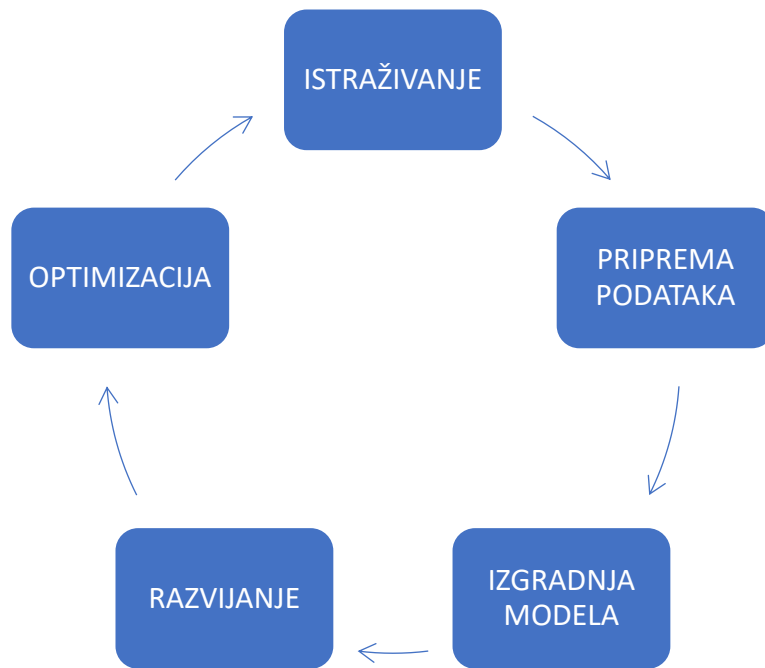 ISTRAŽIVANJE
PRIPREMA
PODATAKA
IZGRADNJA
MODELA
RAZVIJANJE
OPTIMIZACIJA